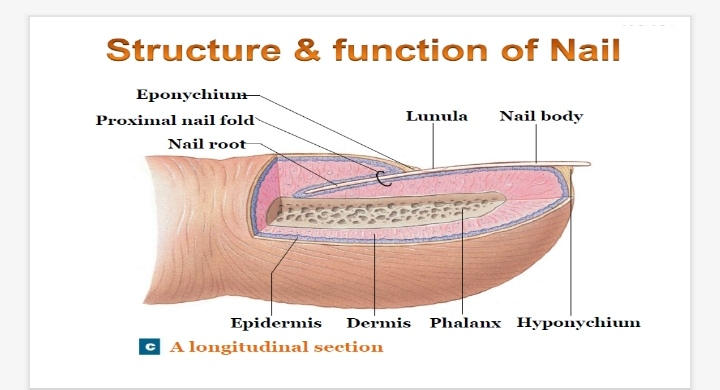 Structure & function of Nail
Eponychium
Proximal nail fold
Lunula
Nail body
Nail root
Epidermis
Dermis
Phalanx
Hyponychium
C A longitudinal section